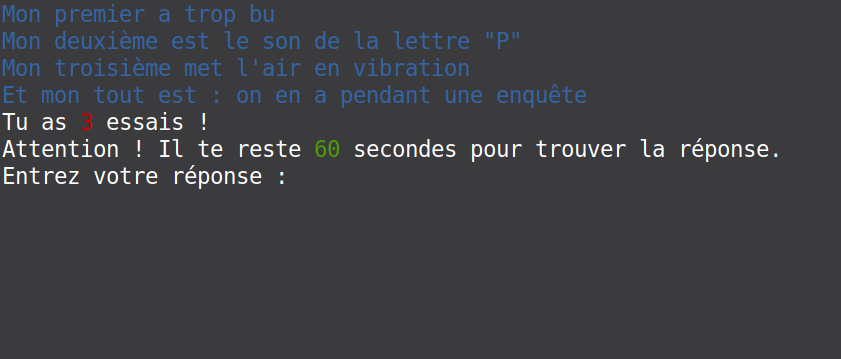 Mon premier a trop bu
Mon deuxième est le son de la lettre "P"
Mon troisième met l'air en vibration
Et mon tout est : on en a pendant une enquête
Tu as 3 essais !
Attention ! Il te reste 60 secondes pour trouver la réponse.
Entrez votre réponse :